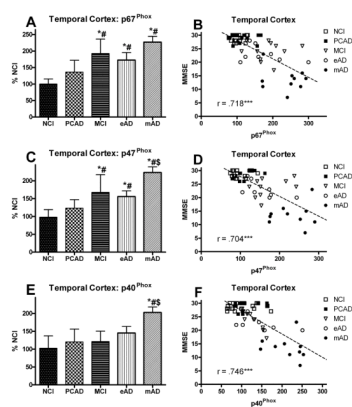 A
Temporal Cortex: p67Phox
% NCI
250
200
150
100
50
0
*#
*#
*#
NCI PCAD MCI eAD mAD
B
Temporal Cortex
MMSE
35
30
25
20
15
10
5
0
r = .718***
0 100 200 300 400
p67Phox
NCI
PCAD
MCI
eAD
mAD
C
Temporal Cortex: p47Phox
% NCI
250
200
150
100
50
0
*#
*#
*#$
NCI PCAD MCI eAD mAD
D
Temporal Cortex
MMSE
35
30
25
20
15
10
5
0
r = .704***
0 100 200 300
p47Phox
NCI
PCAD
MCI
eAD
mAD
E
Temporal Cortex: p40Phox
% NCI
250
200
150
100
50
0
*#$
NCI PCAD MCI eAD mAD
F
Temporal Cortex
MMSE
35
30
25
20
15
10
5
0
r = .746***
0 50 100 150 200 250 300
p40Phox
NCI
PCAD
MCI
eAD
mAD